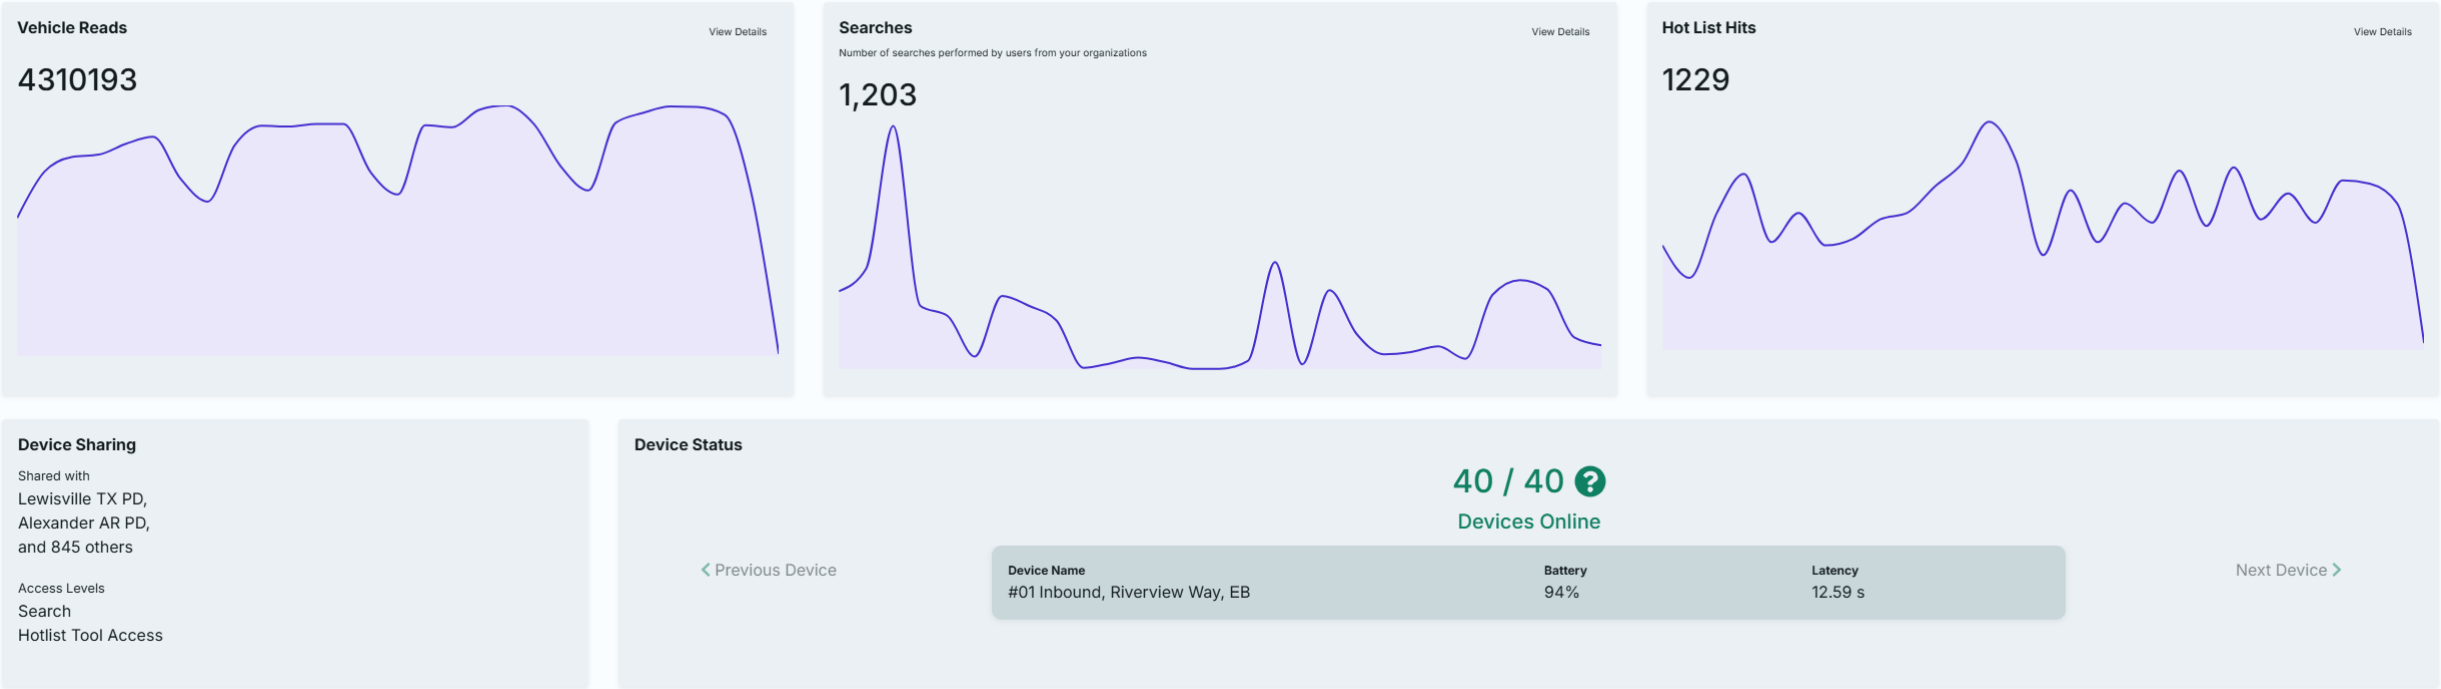 Vehicle Reads
View Details
4310193
Searches
View Details
Number of searches performed by users from your organizations
1,203
Hot List Hits
View Details
1229
Device Sharing
Shared with
Lewisville TX PD,
Alexander AR PD,
and 845 others
Access Levels
Search
Hotlist Tool Access
Device Status
40 / 40 ?
Devices Online
Previous Device
Device Name Battery Latency
#01 Inbound, Riverview Way, EB 94% 12.59 s
Next Device